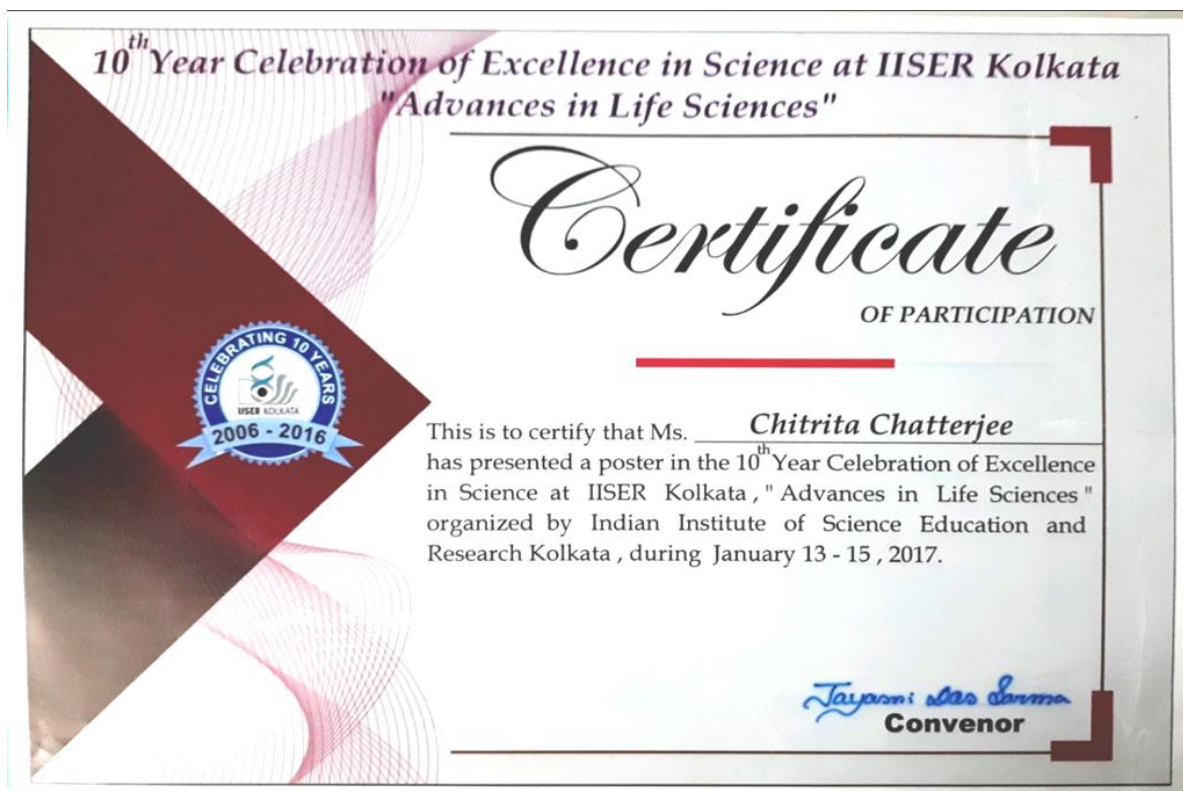 10th Year Celebration of Excellence in Science at IISER Kolkata
"Advances in Life Sciences"
Certificate
OF PARTICIPATION
CELEBRATING 10 YEARS
IISER KOLKATA
2006 - 2016
This is to certify that Ms. Chitrita Chatterjee
has presented a poster in the 10th Year Celebration of Excellence
in Science at IISER Kolkata , " Advances in Life Sciences "
organized by Indian Institute of Science Education and
Research Kolkata , during January 13 - 15 , 2017.
Jayasri Das Sarma
Convenor